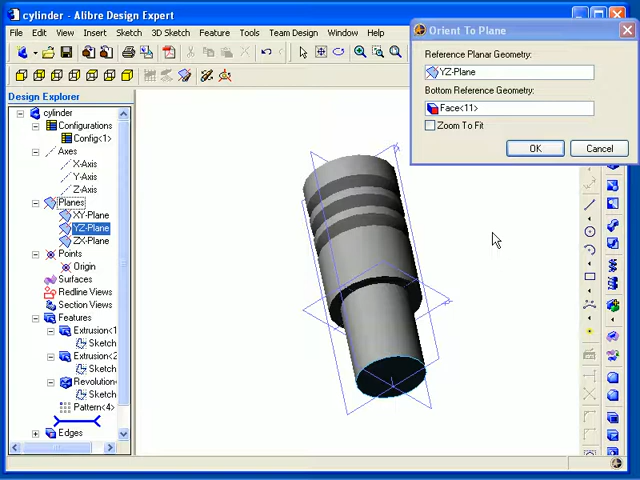 cylinder - Alibre Design Expert
File Edit View Insert Sketch 3D Sketch Feature Tools Team Design Window Help
Orient To Plane
Reference Planar Geometry:
YZ-Plane
Bottom Reference Geometry:
Face<11>
Zoom To Fit
OK Cancel
Design Explorer
cylinder
Configurations
Config<1>
Axes
X-Axis
Y-Axis
Z-Axis
Planes
XY-Plane
YZ-Plane
ZX-Plane
Points
Origin
Surfaces
Redline Views
Section Views
Features
Extrusion<1
Sketch
Extrusion<2
Sketch
Revolution<
Sketch
Pattern<4>
Edges